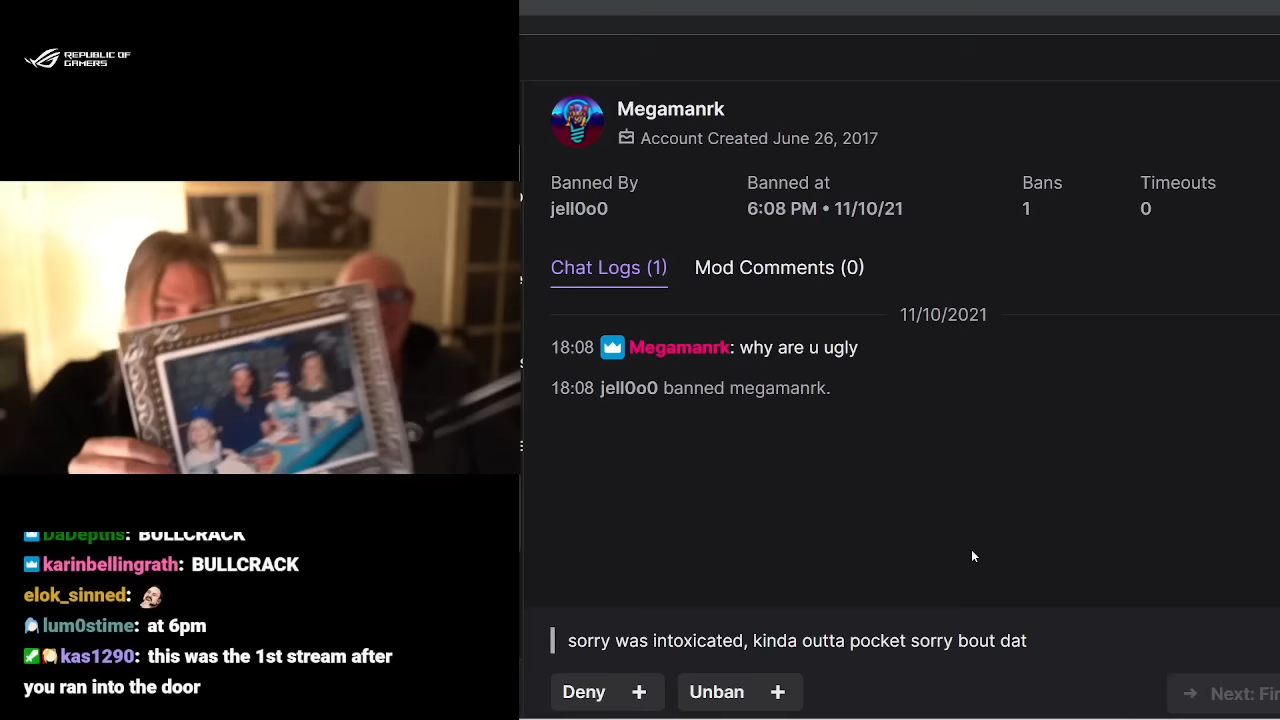 REPUBLIC OF
GAMERS
Megamanrk
Account Created June 26, 2017
Banned By
Banned at
Bans
Timeouts
jell0o0
6:08 PM • 11/10/21
1
0
Chat Logs (1)
Mod Comments (0)
11/10/2021
18:08 Megamanrk: why are u ugly
18:08 jell0o0 banned megamanrk.
sorry was intoxicated, kinda outta pocket sorry bout dat
Deny +
Unban +
→ Next: Fir
DaDepths: BULLCRACK
karinbellingrath: BULLCRACK
elok_sinned:
lum0stime: at 6pm
kas1290: this was the 1st stream after
you ran into the door